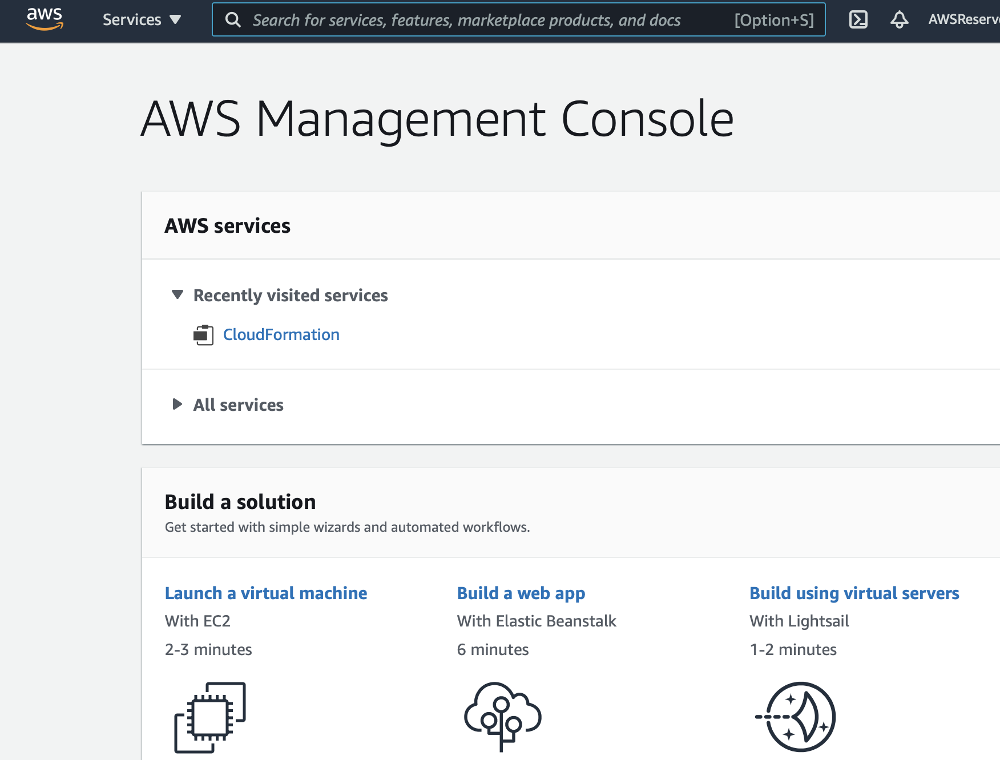 aws
Services
Search for services, features, marketplace products, and docs
[Option+S]
AWS Management Console
AWS services
Recently visited services
CloudFormation
All services
Build a solution
Get started with simple wizards and automated workflows.
Launch a virtual machine
With EC2
2-3 minutes
Build a web app
With Elastic Beanstalk
6 minutes
Build using virtual servers
With Lightsail
1-2 minutes